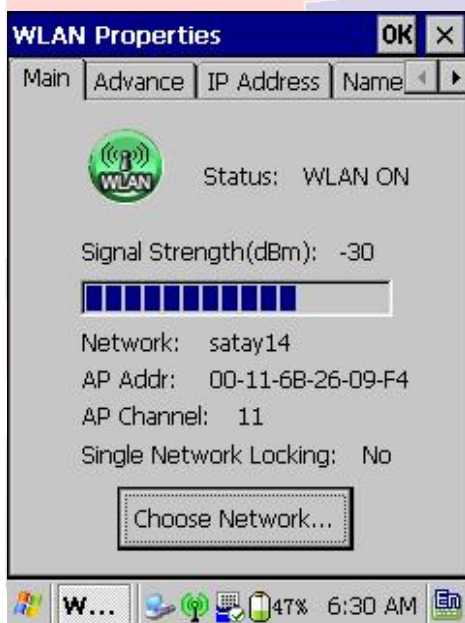 WLAN Properties OK ×
Main Advance IP Address Name
WLAN
Status: WLAN ON
Signal Strength(dBm): -30
Network: satay14
AP Addr: 00-11-6B-26-09-F4
AP Channel: 11
Single Network Locking: No
Choose Network...
W... 47% 6:30 AM